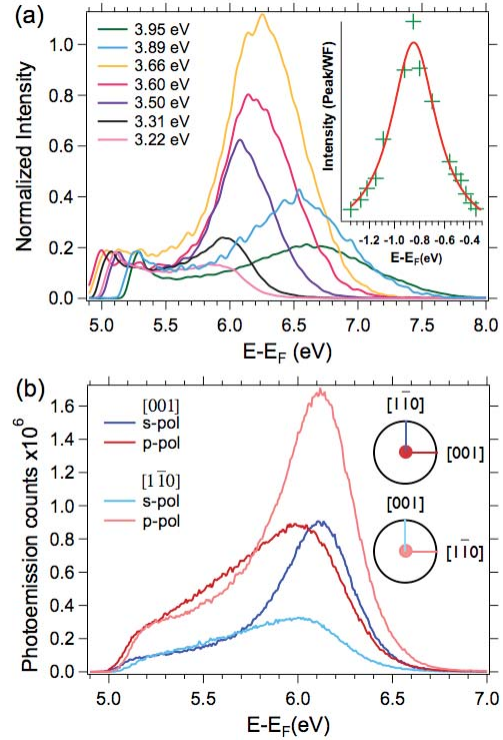 (a)
Normalized Intensity
1.0
0.8
0.6
0.4
0.2
0.0
3.95 eV
3.89 eV
3.66 eV
3.60 eV
3.50 eV
3.31 eV
3.22 eV
Intensity (Peak/WF)
-1.2 -1.0 -0.8 -0.6 -0.4
E-EF(eV)
5.0 5.5 6.0 6.5 7.0 7.5 8.0
E-EF (eV)
(b)
Photoemission counts x10⁶
1.6
1.4
1.2
1.0
0.8
0.6
0.4
0.2
0.0
[001]
s-pol
p-pol
[11̄0]
s-pol
p-pol
[11̄0]
[001]
[001]
[11̄0]
5.0 5.5 6.0 6.5 7.0
E-EF(eV)